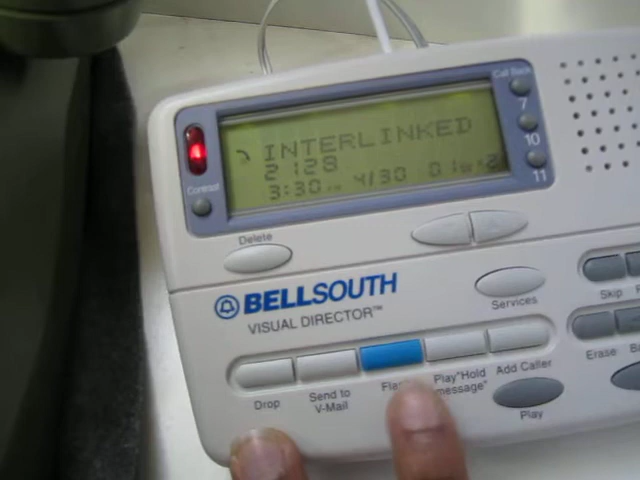 Call Back
7
10
11
INTERLINKED
2 128
3:30 4/30
Contrast
Delete
BELLSOUTH
VISUAL DIRECTOR™
Services
Skip
Erase
Drop
Send to
V-Mail
Play"Hold
message"
Add Caller
Play